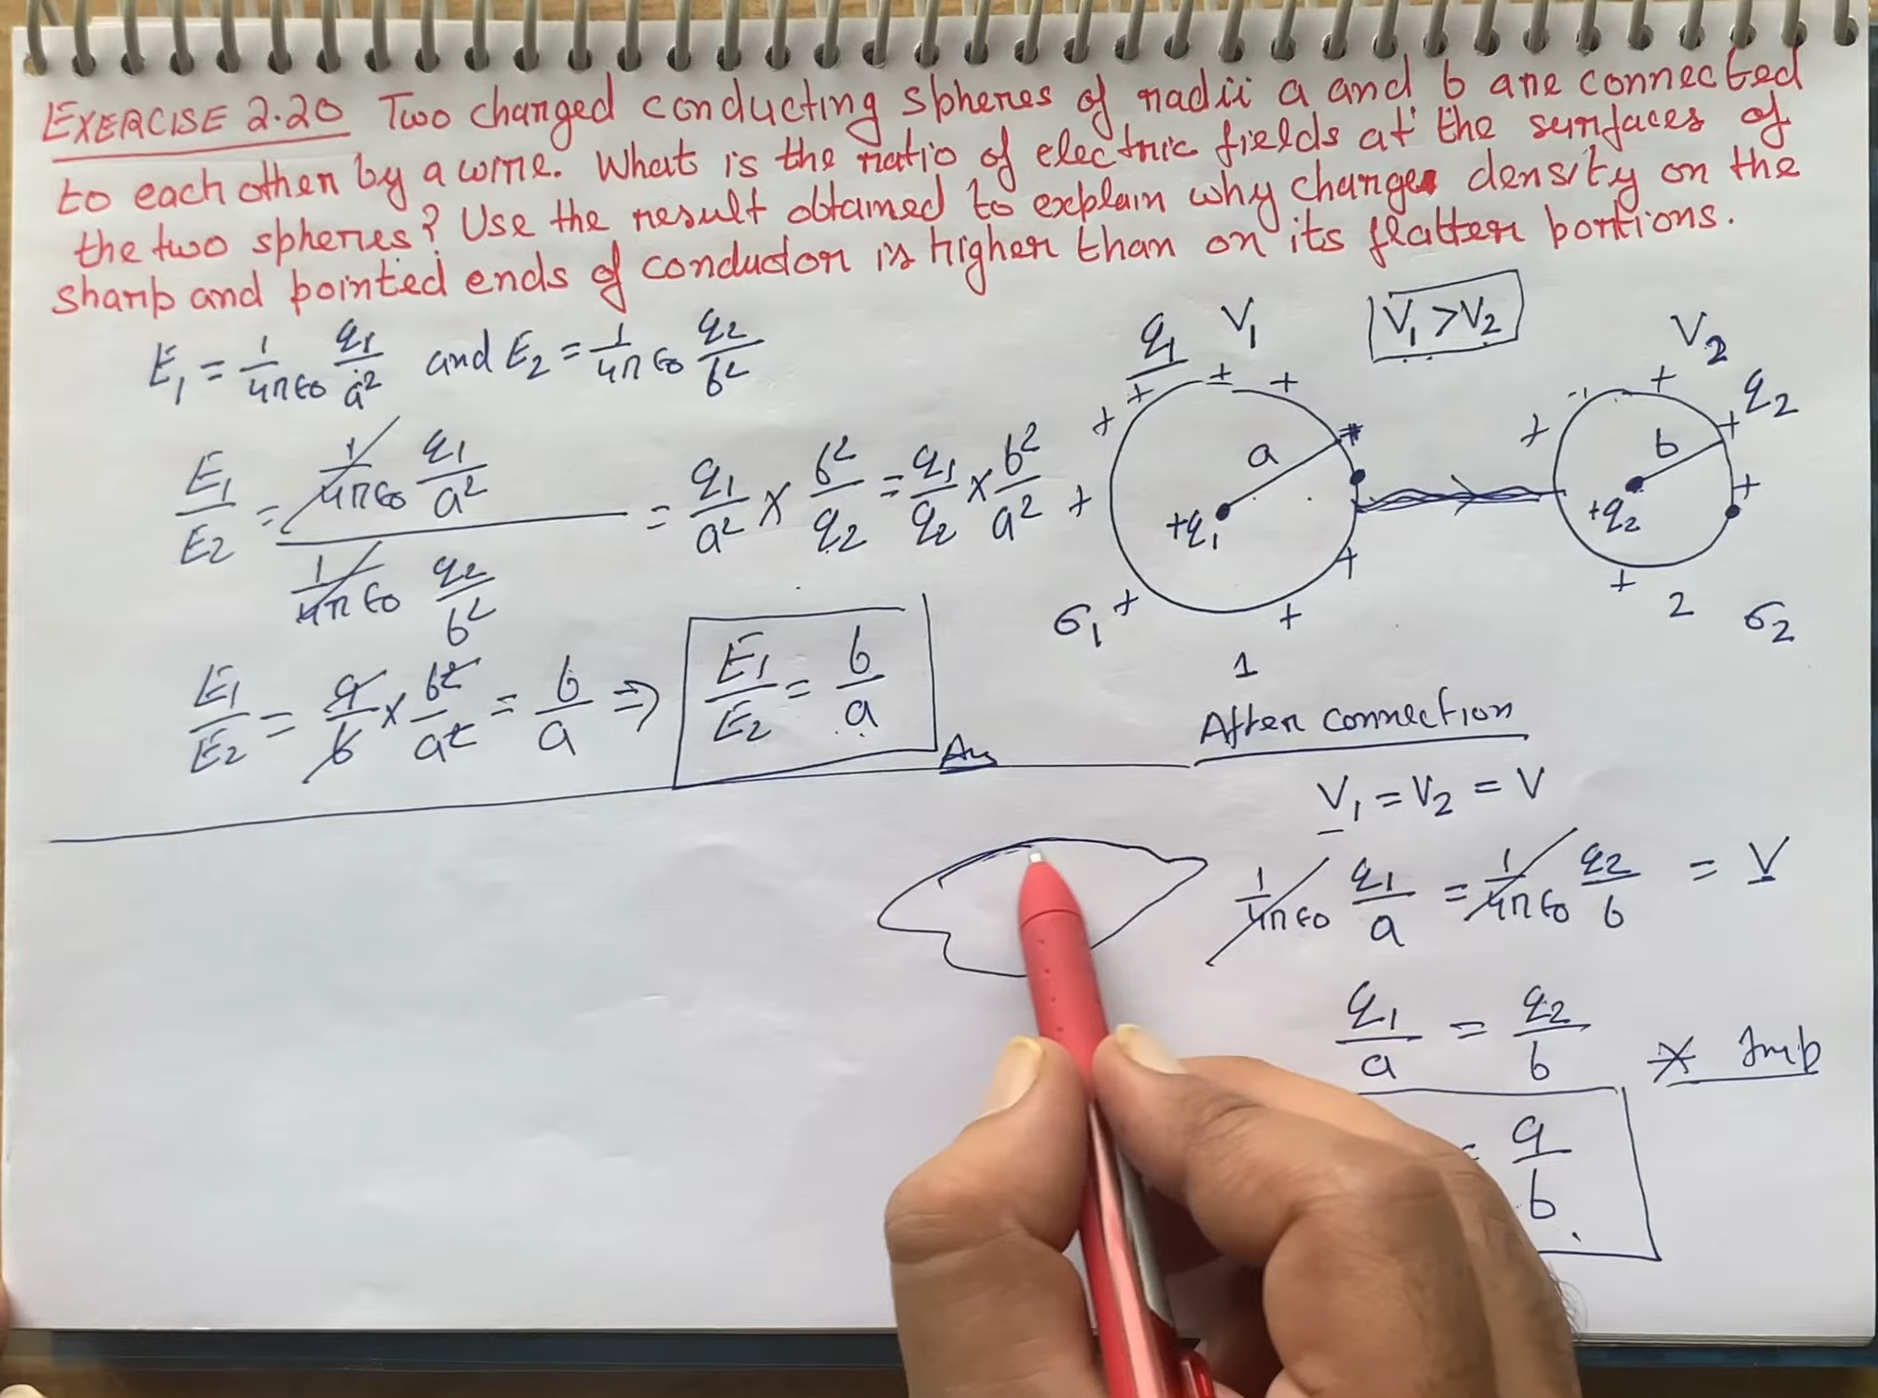 EXERCISE 2.20 Two charged conducting spheres of radii a and b are connected
to each other by a wire. What is the ratio of electric fields at the surfaces of
the two spheres? Use the result obtained to explain why charge density on the
sharp and pointed ends of conductor is higher than on its flatter portions.
E₁ = 1/4πϵ₀ q₁/a² and E₂ = 1/4πϵ₀ q₂/b²
E₁/E₂ = (1/4πϵ₀ q₁/a²)/(1/4πϵ₀ q₂/b²) = q₁/a² × b²/q₂ = q₁/q₂ × b²/a²
E₁/E₂ = a/b × b²/a² = b/a ⇒ E₁/E₂ = b/a
Ans
q₁ V₁
V₁ > V₂
V₂
q₂
+ + + + + + + + +
a
+q₁
σ₁
1
+ + + + +
b
+q₂
2
σ₂
After connection
V₁ = V₂ = V
1/4πϵ₀ q₁/a = 1/4πϵ₀ q₂/b = V
q₁/a = q₂/b
* Imp
= a/b